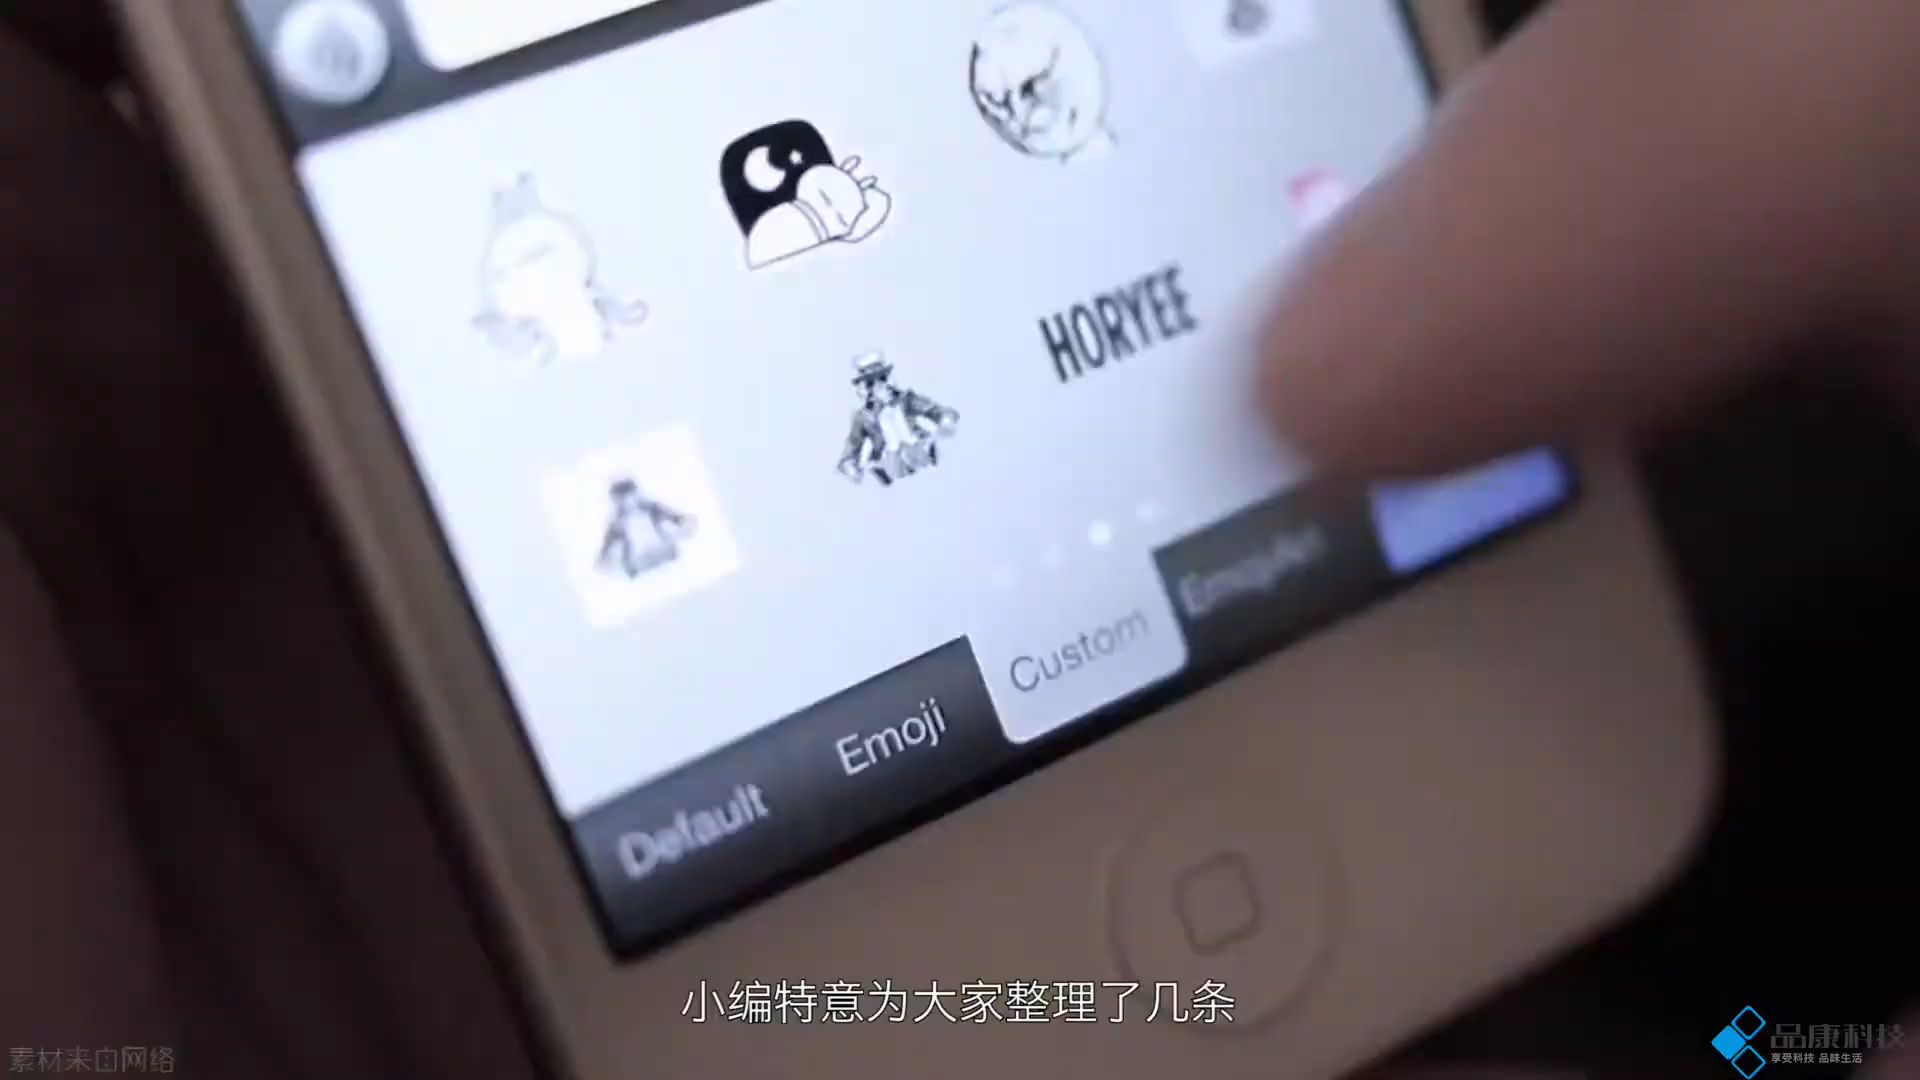 HORYEE
Custom
Emoji
Default
小编特意为大家整理了几条
素材来自网络
品康科技
享受科技 品味生活